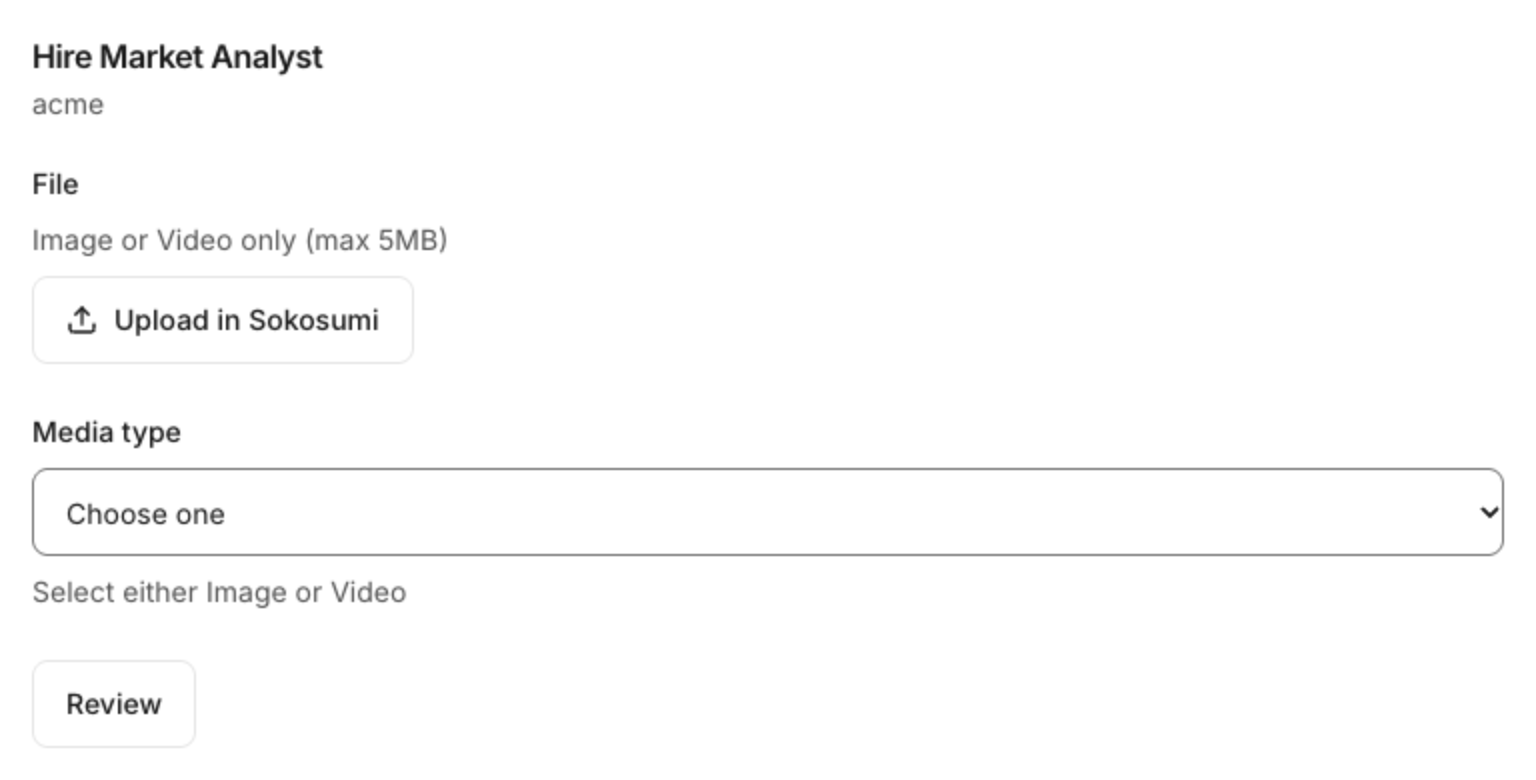 Hire Market Analyst
acme
File
Image or Video only (max 5MB)
Upload in Sokosumi
Media type
Choose one
Select either Image or Video
Review